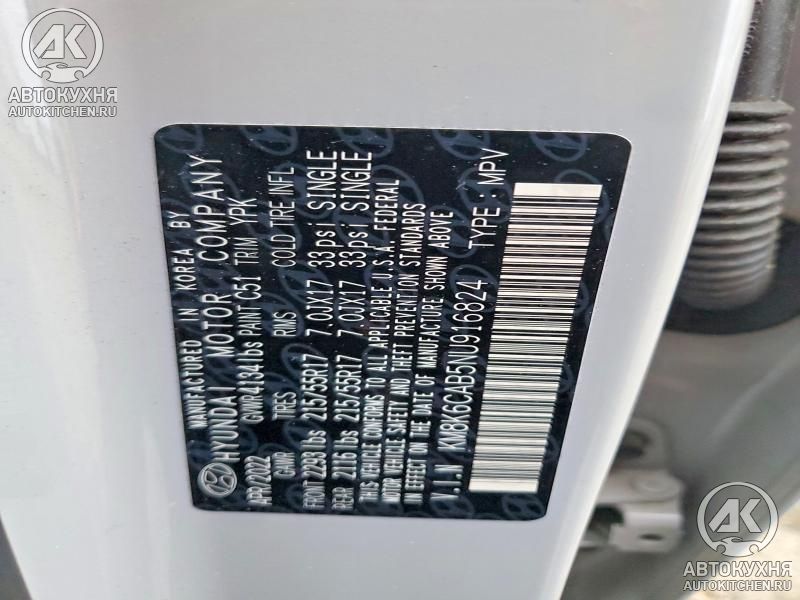 АВТОКУХНЯ
AUTOKITCHEN.RU
MANUFACTURED IN KOREA BY
HYUNDAI MOTOR COMPANY
APR/2022 GVWR 4134lbs PAINT C51 TRIM YPK
GAWR TIRES RIMS COLD TIRE INFL
FRONT 2293 lbs 215/55R17 7.0JX17 33psi SINGLE
REAR 2116 lbs 215/55R17 7.0JX17 33psi SINGLE
THIS VEHICLE CONFORMS TO ALL APPLICABLE U.S.A. FEDERAL
MOTOR VEHICLE SAFETY AND THEFT PREVENTION STANDARDS
IN EFFECT ON THE DATE OF MANUFACTURE SHOWN ABOVE
V.I.N KM8K6CAB5NU916824 TYPE : MPV
АВТОКУХНЯ
AUTOKITCHEN.RU